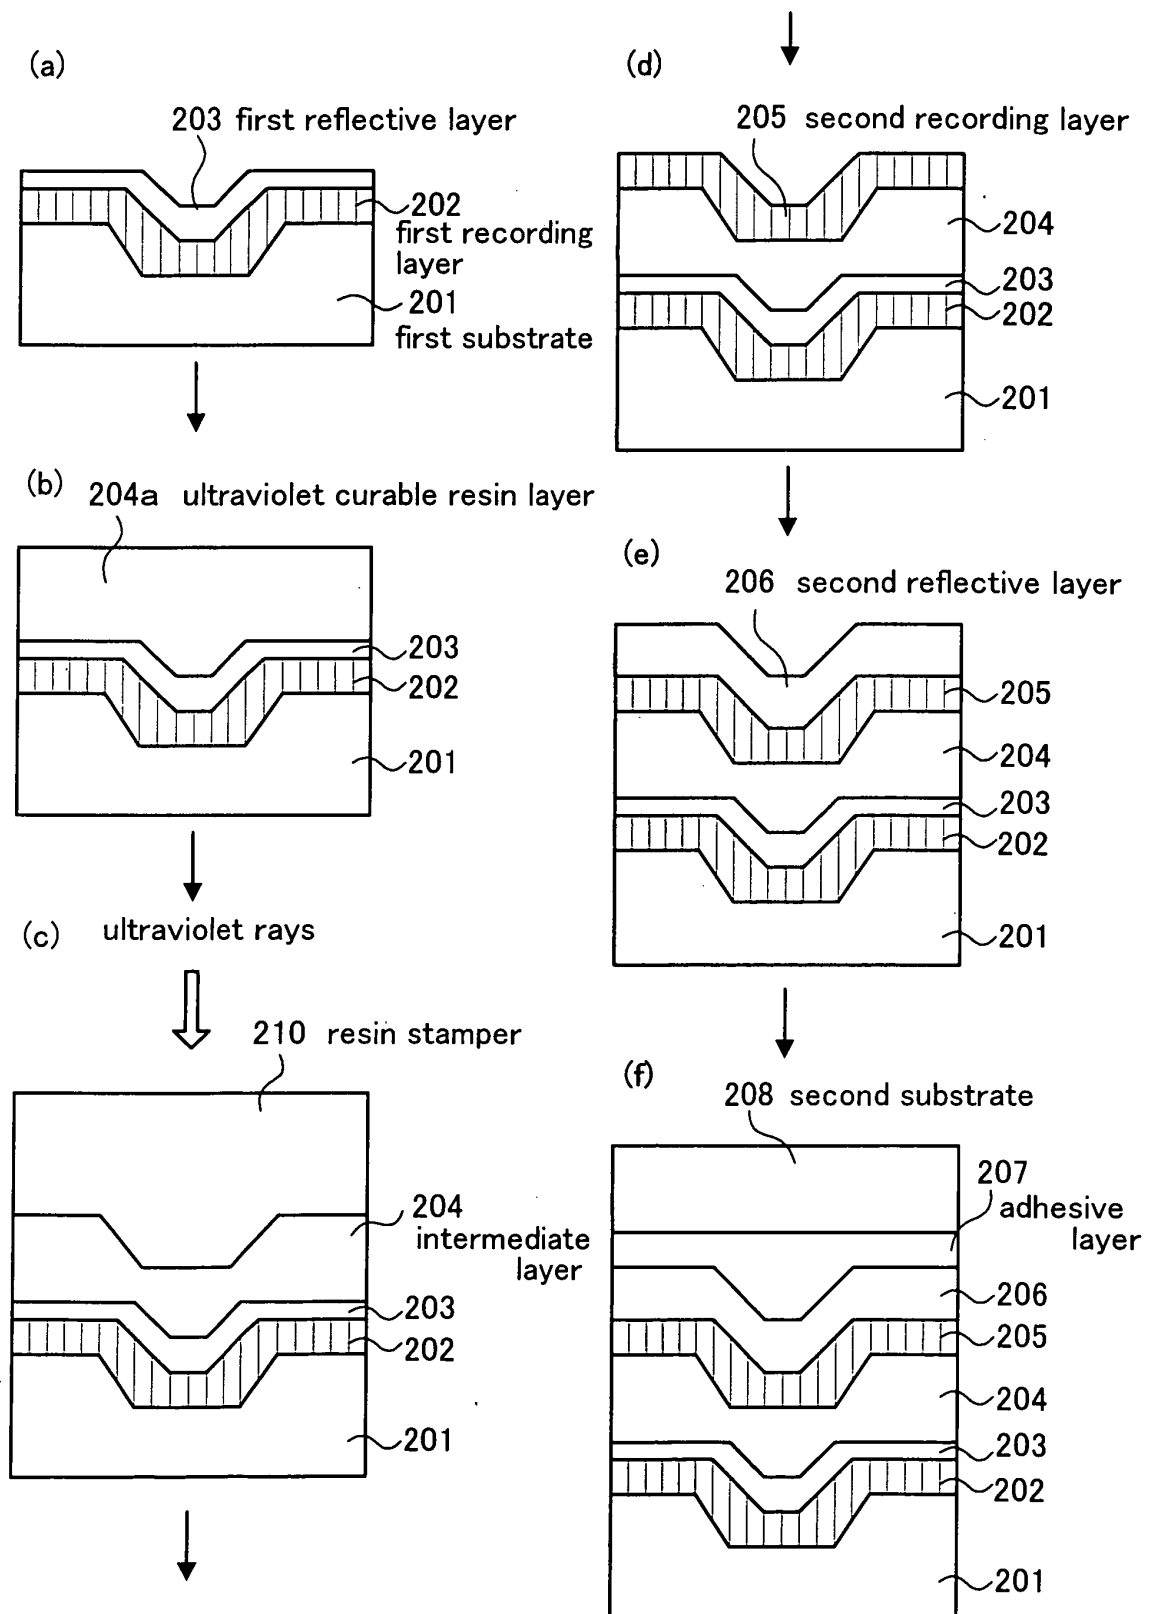 (a)
203 first reflective layer
202
first recording
layer
201
first substrate
(b)
204a ultraviolet curable resin layer
203
202
201
(c) ultraviolet rays
210 resin stamper
204
intermediate
layer
203
202
201
(d)
205 second recording layer
204
203
202
201
(e)
206 second reflective layer
205
204
203
202
201
(f)
208 second substrate
207
adhesive
layer
206
205
204
203
202
201